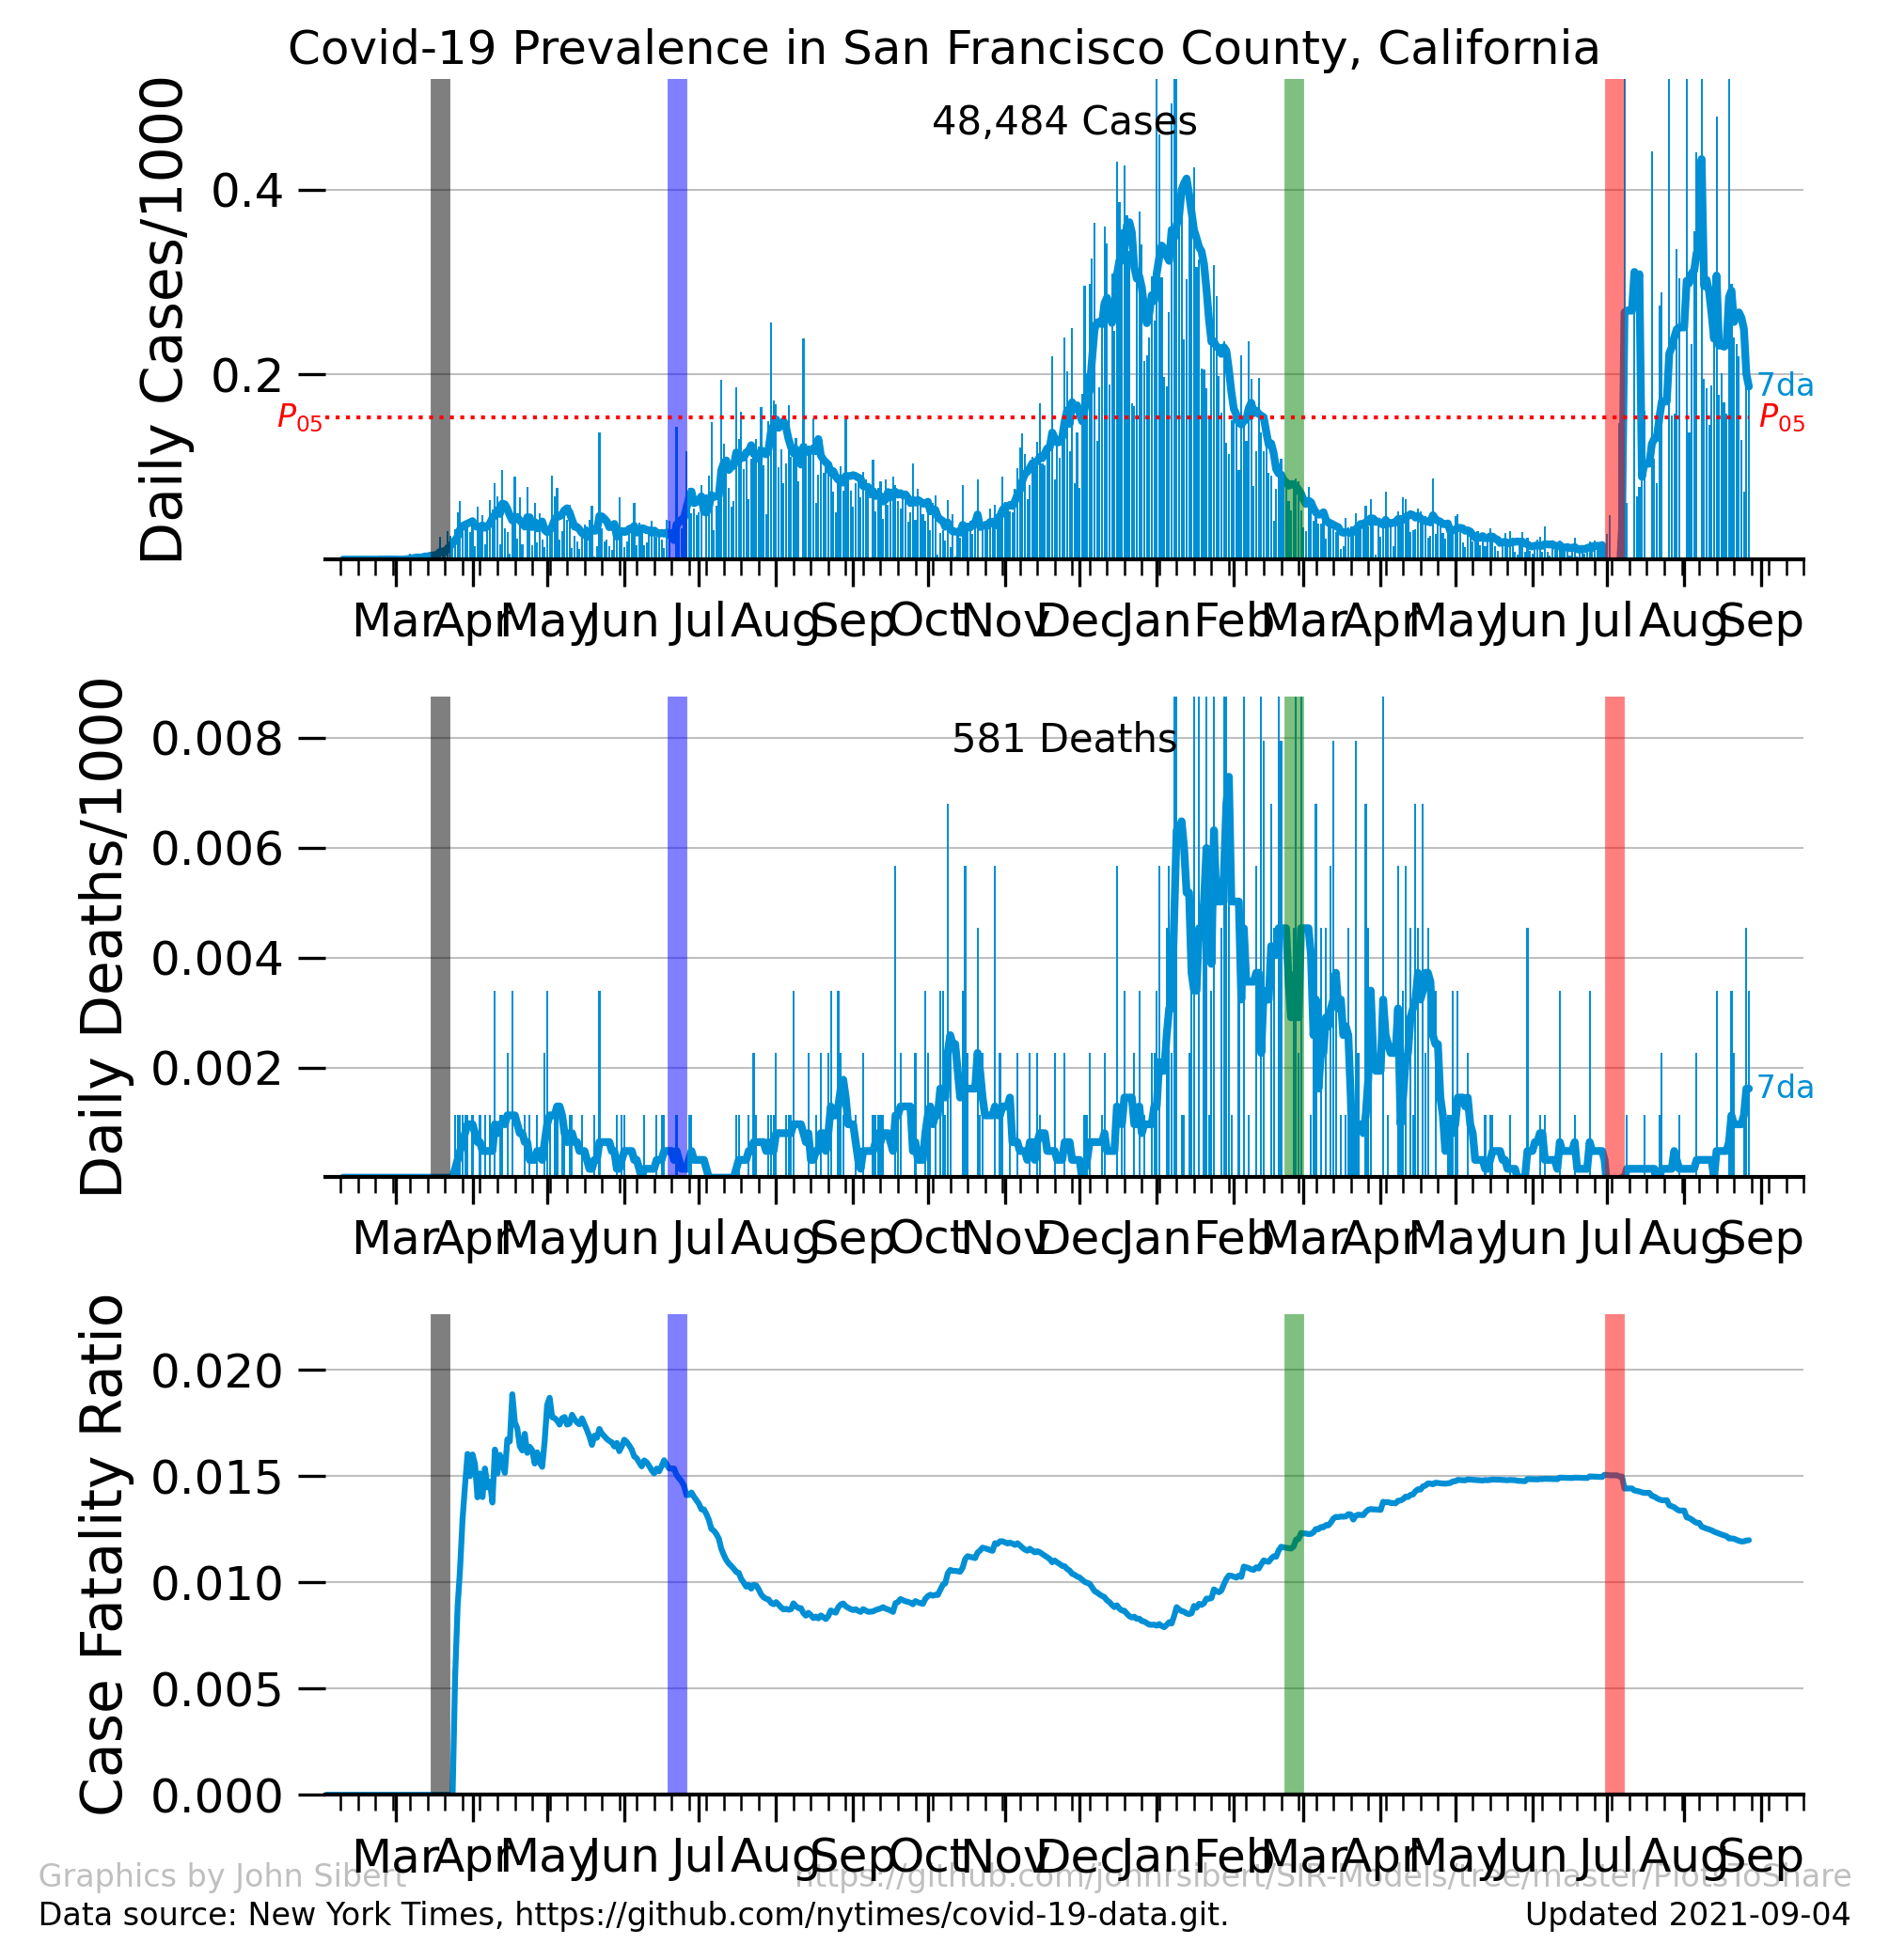 Covid-19 Prevalence in San Francisco County, California
48,484 Cases
Daily Cases/1000
0.4
0.2
P05
7da
P05
Mar Apr May Jun Jul Aug Sep Oct Nov Dec Jan Feb Mar Apr May Jun Jul Aug Sep
581 Deaths
Daily Deaths/1000
0.008
0.006
0.004
0.002
7da
Mar Apr May Jun Jul Aug Sep Oct Nov Dec Jan Feb Mar Apr May Jun Jul Aug Sep
Case Fatality Ratio
0.020
0.015
0.010
0.005
0.000
Mar Apr May Jun Jul Aug Sep Oct Nov Dec Jan Feb Mar Apr May Jun Jul Aug Sep
Graphics by John Sibert https://github.com/johnrsibert/SIR-Models/tree/master/PlotsToShare
Data source: New York Times, https://github.com/nytimes/covid-19-data.git. Updated 2021-09-04